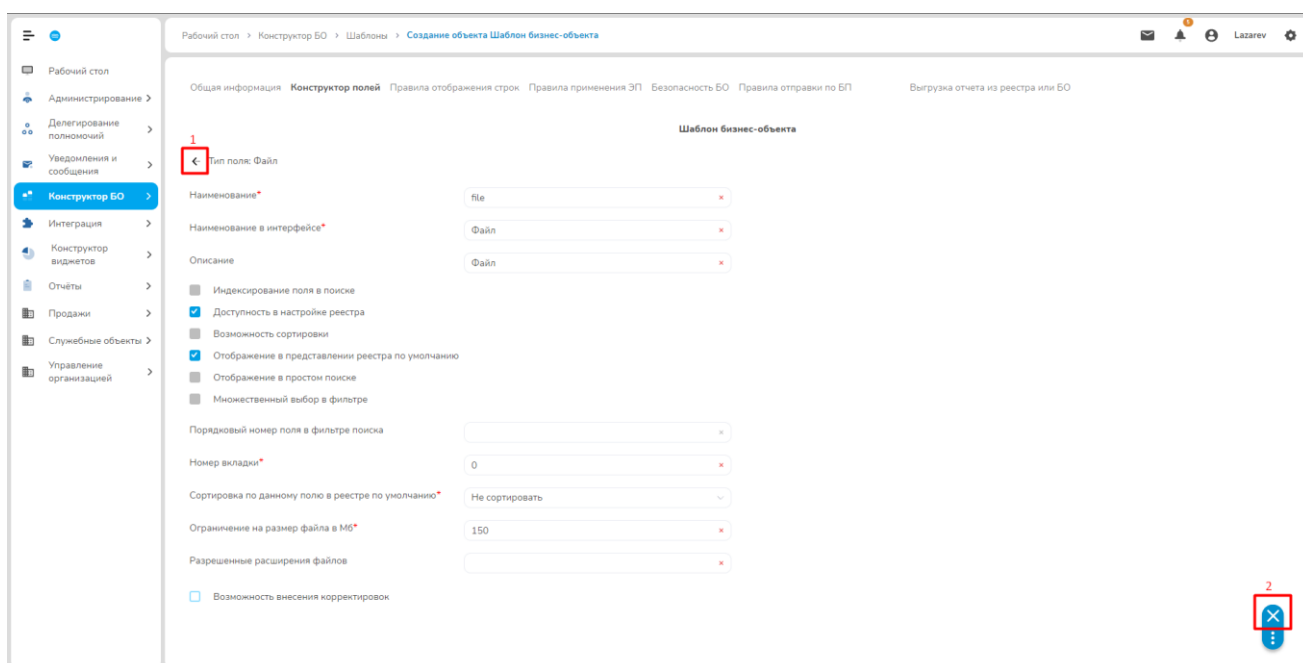 Рабочий стол > Конструктор БО > Шаблоны > Создание объекта Шаблон бизнес-объекта
1
Lazarev
Рабочий стол
Администрирование
Делегирование
полномочий
Уведомления и
сообщения
Конструктор БО
Интеграция
Конструктор
виджетов
Отчёты
Продажи
Служебные объекты
Управление
организацией
Общая информация Конструктор полей Правила отображения строк Правила применения ЭП Безопасность БО Правила отправки по БП Выгрузка отчета из реестра или БО
Шаблон бизнес-объекта
1
Тип поля: Файл
Наименование* file
Наименование в интерфейсе* Файл
Описание Файл
Индексирование поля в поиске
Доступность в настройке реестра
Возможность сортировки
Отображение в представлении реестра по умолчанию
Отображение в простом поиске
Множественный выбор в фильтре
Порядковый номер поля в фильтре поиска
Номер вкладки* 0
Сортировка по данному полю в реестре по умолчанию* Не сортировать
Ограничение на размер файла в Мб* 150
Разрешенные расширения файлов
Возможность внесения корректировок
2